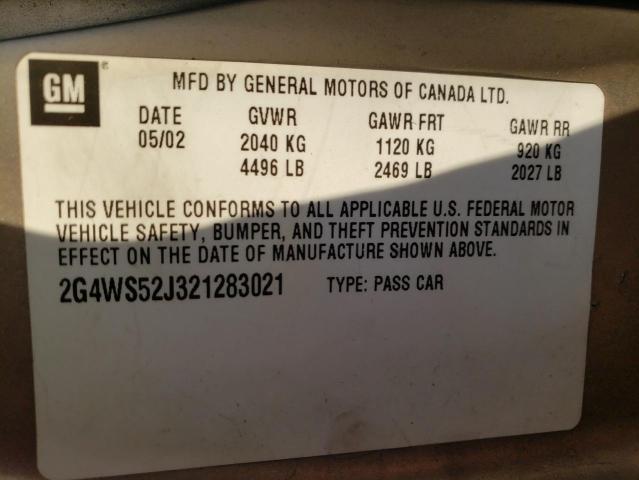 GM ®
MFD BY GENERAL MOTORS OF CANADA LTD.
DATE GVWR GAWR FRT GAWR RR
05/02 2040 KG 1120 KG 920 KG
4496 LB 2469 LB 2027 LB
THIS VEHICLE CONFORMS TO ALL APPLICABLE U.S. FEDERAL MOTOR
VEHICLE SAFETY, BUMPER, AND THEFT PREVENTION STANDARDS IN
EFFECT ON THE DATE OF MANUFACTURE SHOWN ABOVE.
2G4WS52J321283021 TYPE: PASS CAR